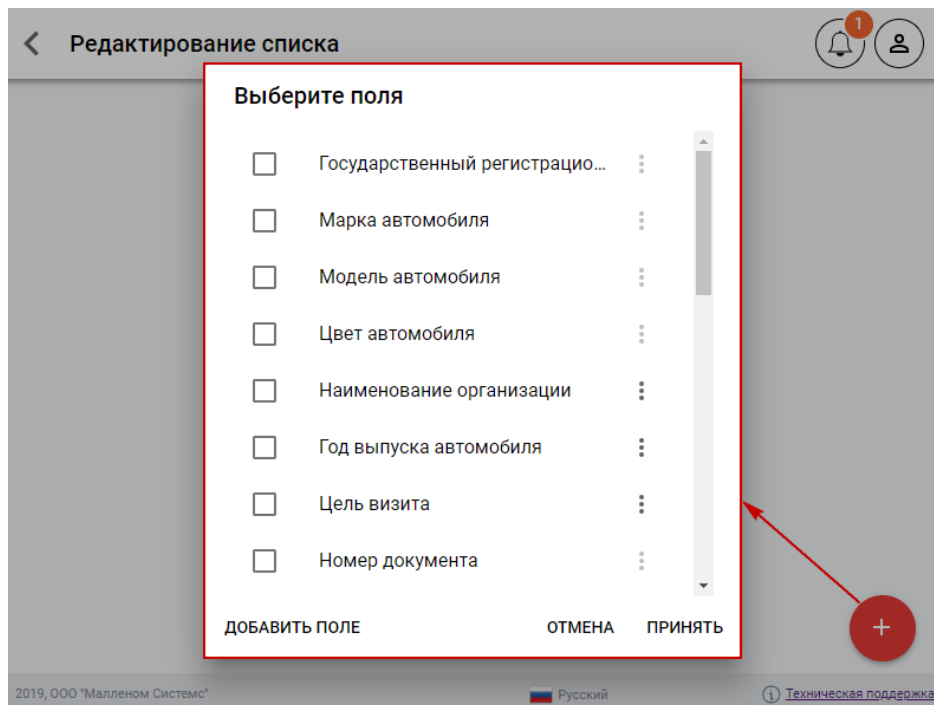 Редактирование списка
1
Выберите поля
Государственный регистрацио...
Марка автомобиля
Модель автомобиля
Цвет автомобиля
Наименование организации
Год выпуска автомобиля
Цель визита
Номер документа
ДОБАВИТЬ ПОЛЕ ОТМЕНА ПРИНЯТЬ
2019, ООО "Малленом Системс" Русский Техническая поддержка